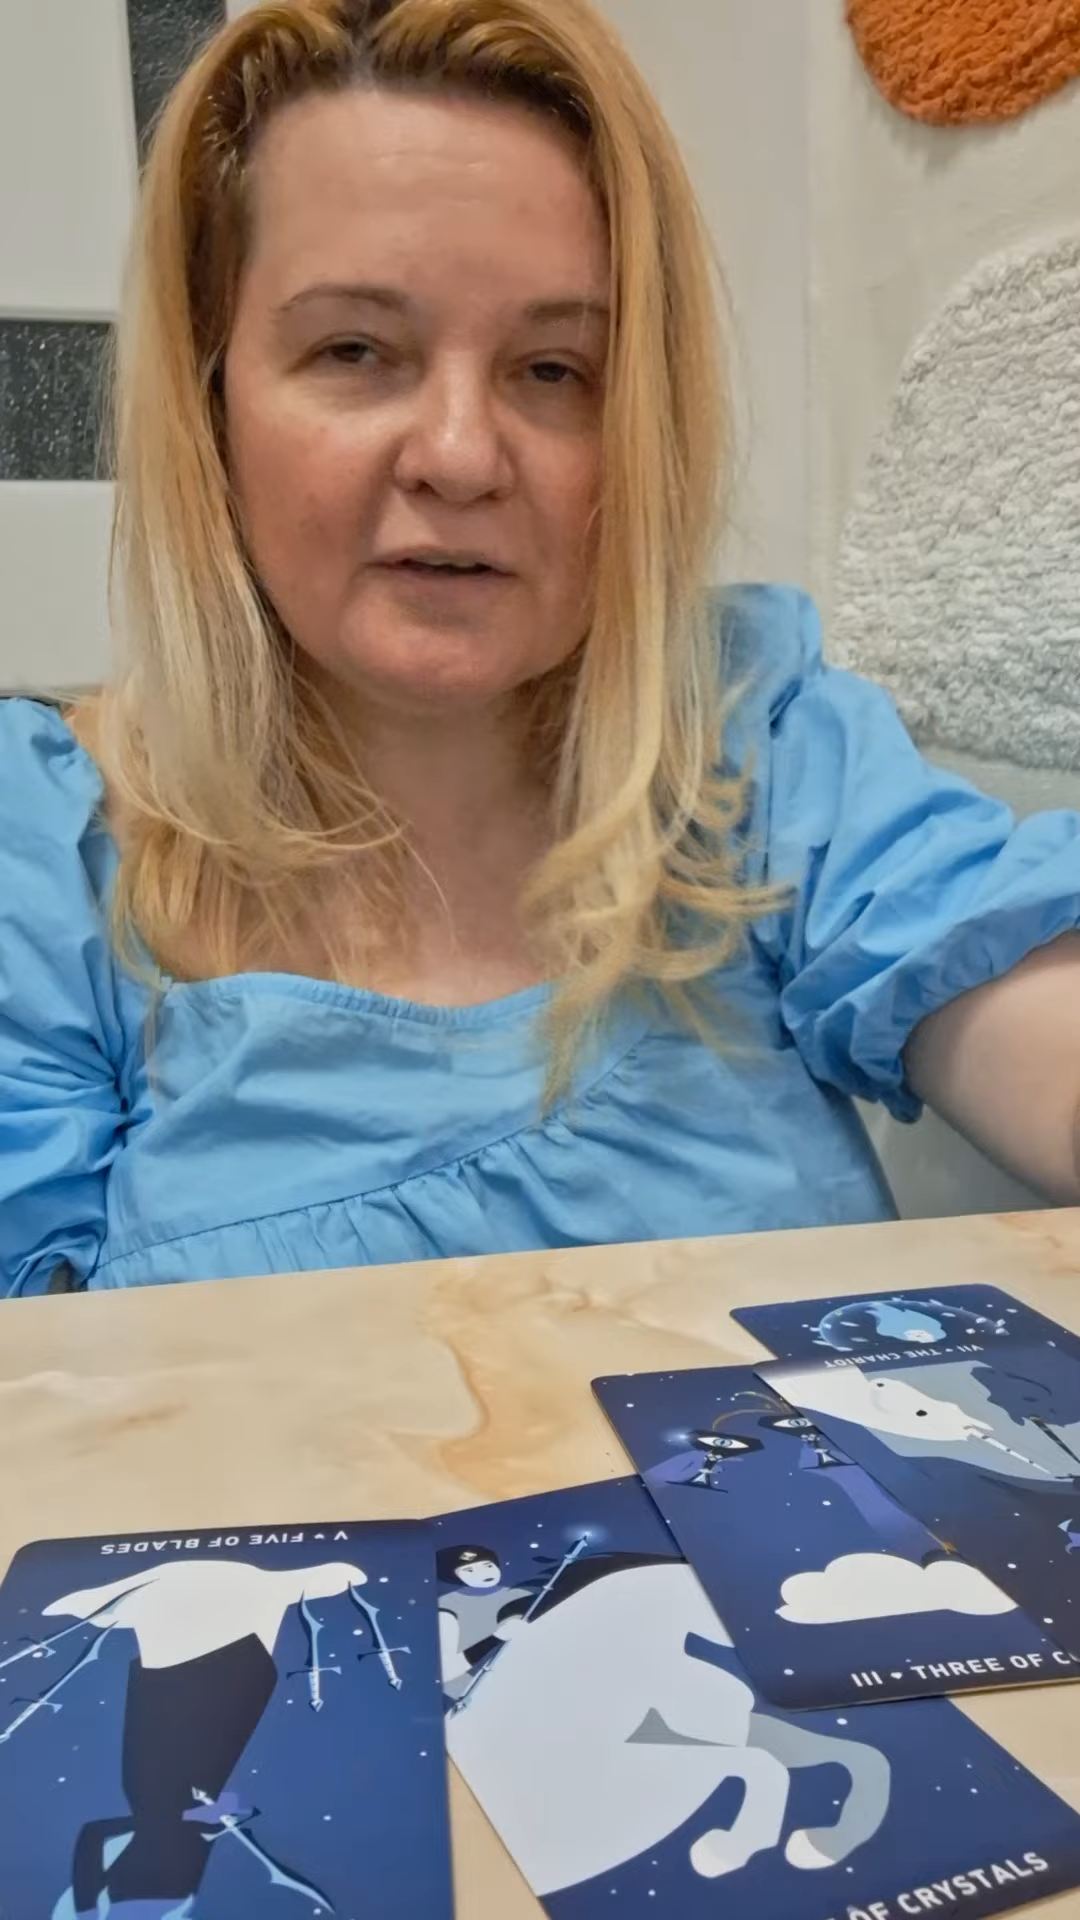 VII • THE CHARIOT
V • FIVE OF BLADES
III • THREE OF
OF CRYSTALS